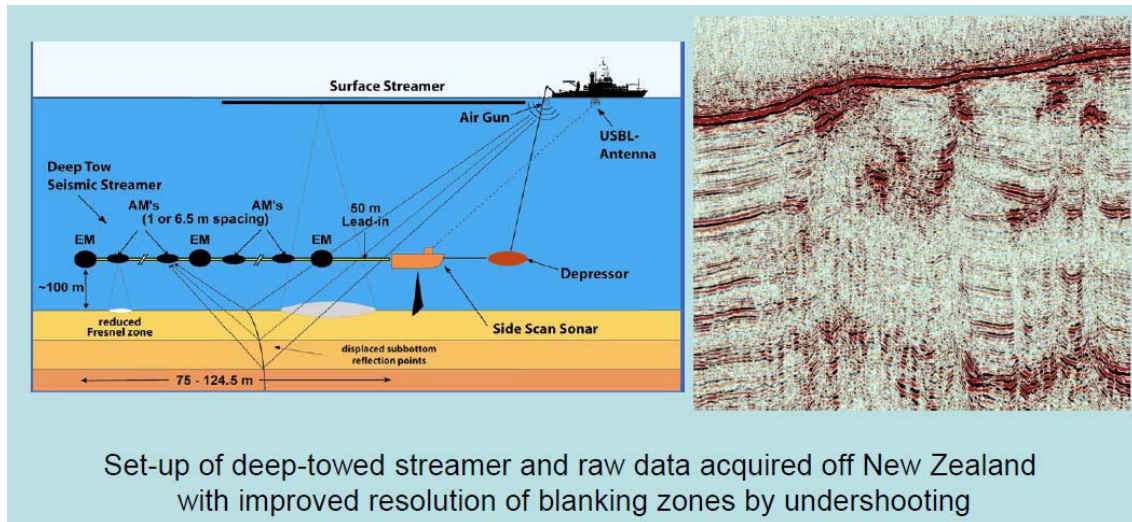 Surface Streamer
Air Gun
USBL-
Antenna
Deep Tow
Seismic Streamer
AM's
(1 or 6.5 m spacing)
AM's
50 m
Lead-in
EM
EM
EM
Depressor
~100 m
reduced
Fresnel zone
Side Scan Sonar
displaced subbottom
reflection points
75 - 124.5 m
Set-up of deep-towed streamer and raw data acquired off New Zealand
with improved resolution of blanking zones by undershooting